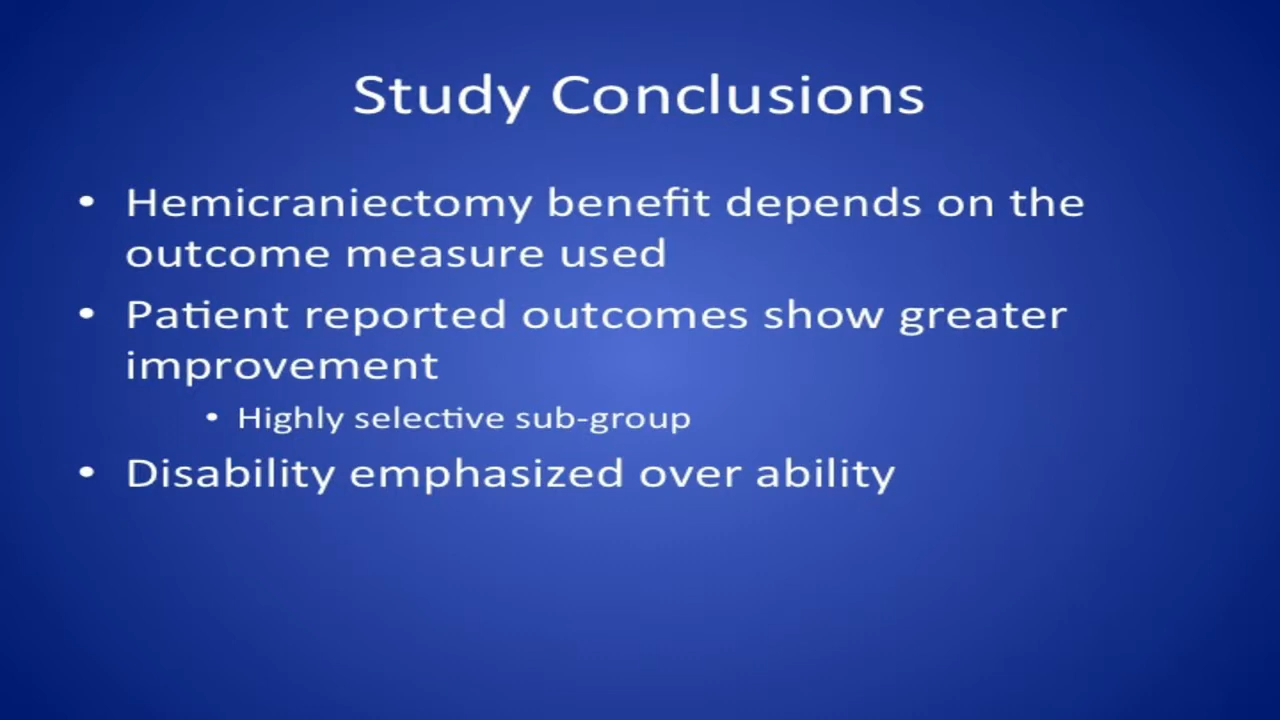 Study Conclusions
• Hemicraniectomy benefit depends on the
outcome measure used
• Patient reported outcomes show greater
improvement
• Highly selective sub-group
• Disability emphasized over ability